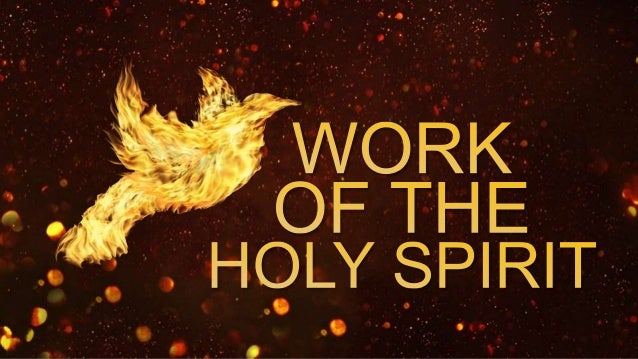 WORK
OF THE
HOLY SPIRIT